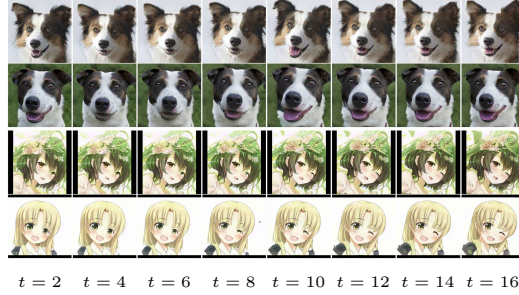 t = 2 t = 4 t = 6 t = 8 t = 10 t = 12 t = 14 t = 16